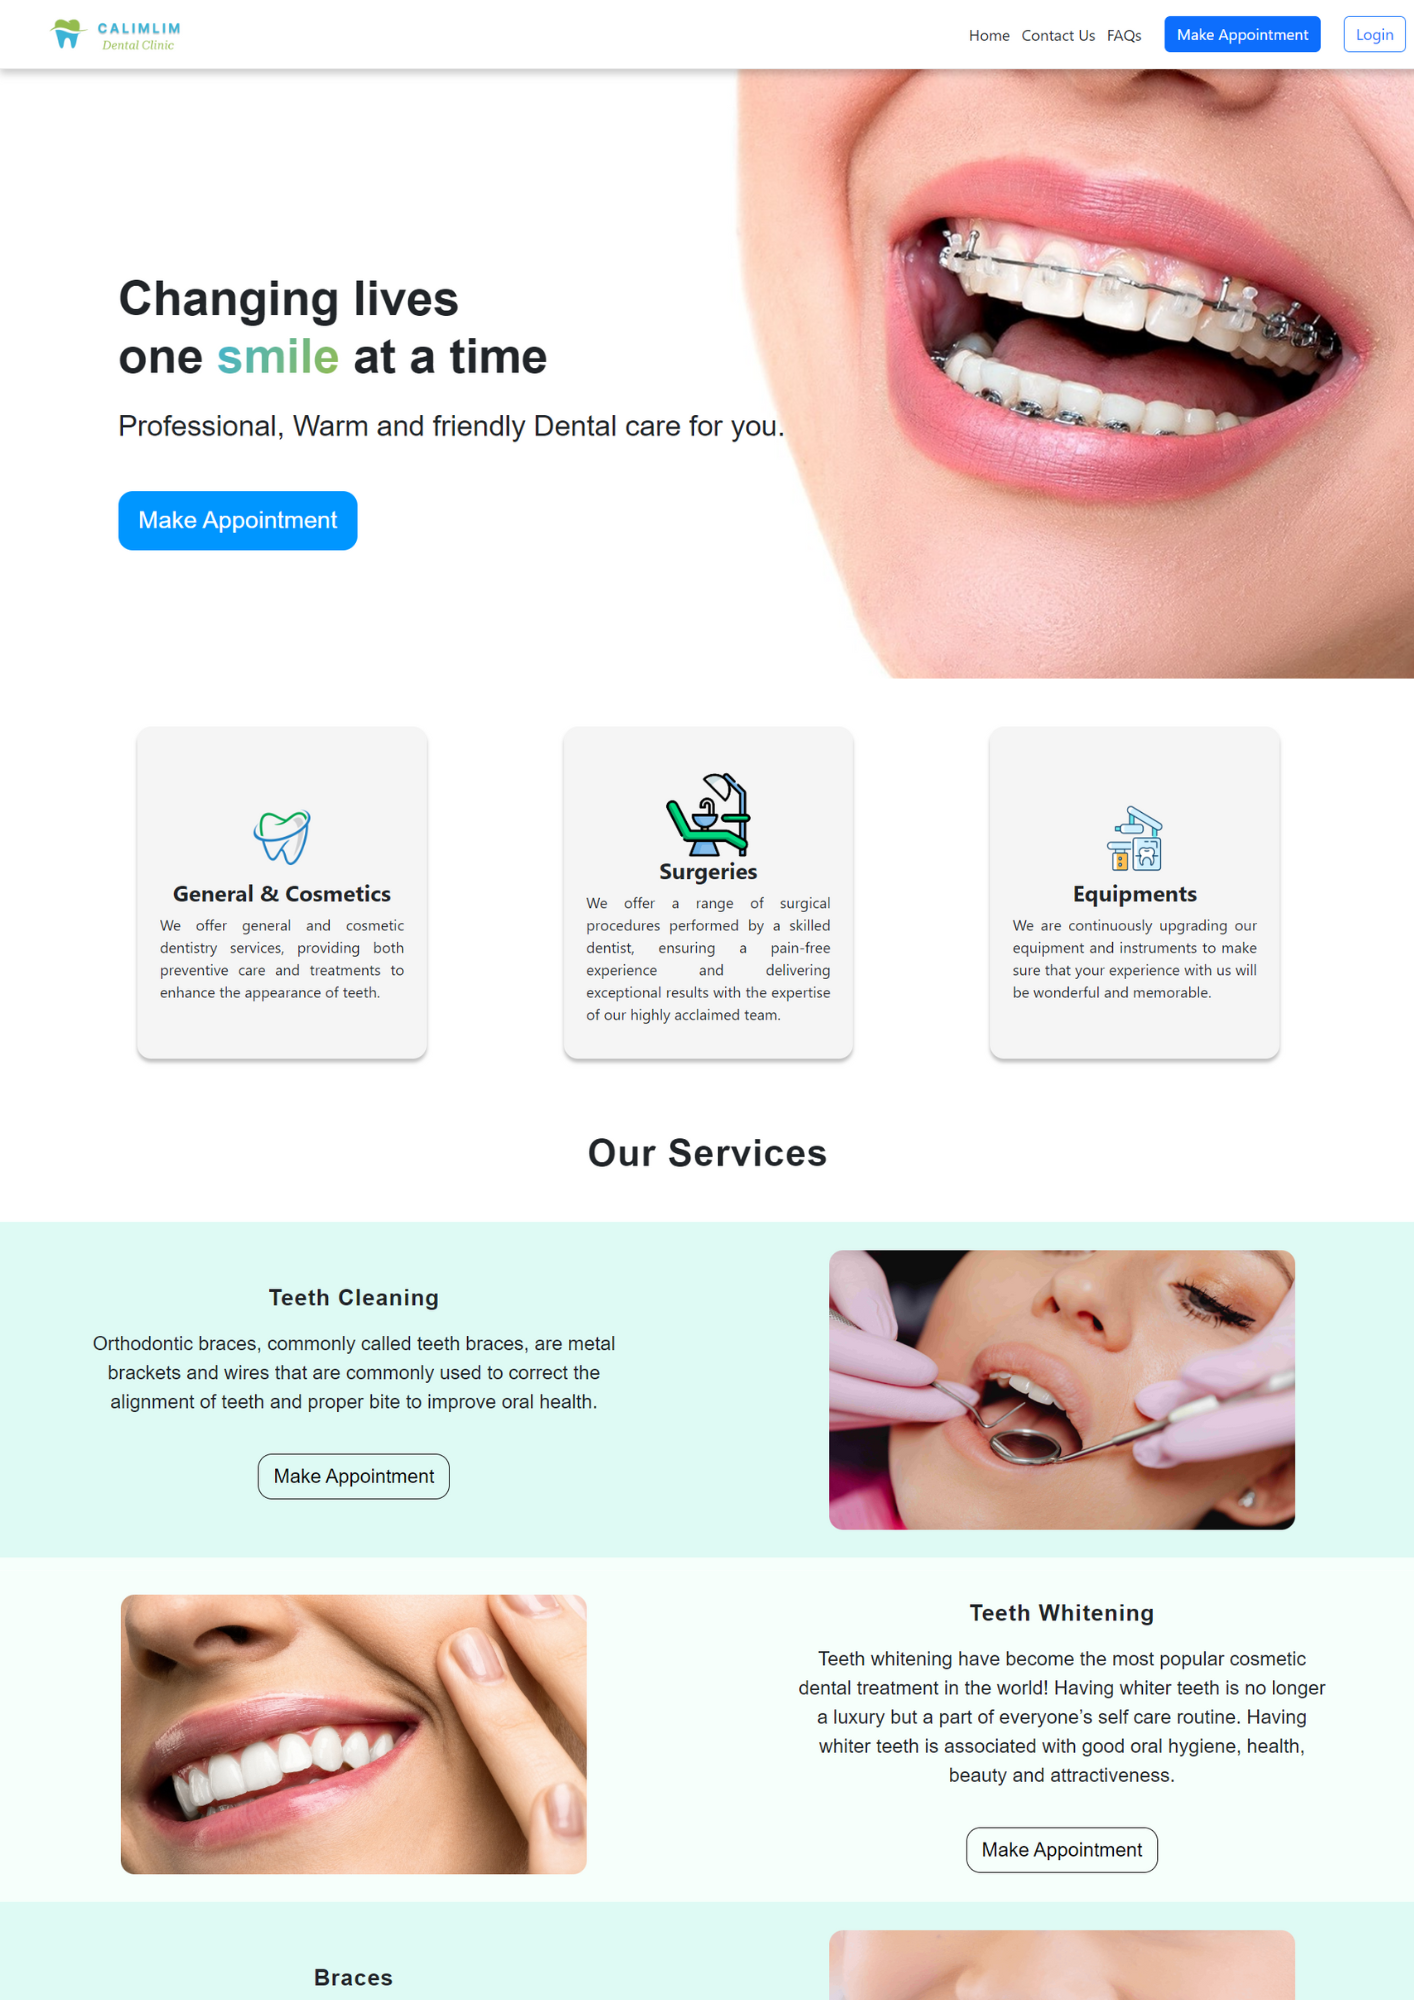 CALIMLIM
Dental Clinic
Home Contact Us FAQs Make Appointment Login
Changing lives
one smile at a time
Professional, Warm and friendly Dental care for you.
Make Appointment
General & Cosmetics
We offer general and cosmetic
dentistry services, providing both
preventive care and treatments to
enhance the appearance of teeth.
Surgeries
We offer a range of surgical
procedures performed by a skilled
dentist, ensuring a pain-free
experience and delivering
exceptional results with the expertise
of our highly acclaimed team.
Equipments
We are continuously upgrading our
equipment and instruments to make
sure that your experience with us will
be wonderful and memorable.
Our Services
Teeth Cleaning
Orthodontic braces, commonly called teeth braces, are metal
brackets and wires that are commonly used to correct the
alignment of teeth and proper bite to improve oral health.
Make Appointment
Teeth Whitening
Teeth whitening have become the most popular cosmetic
dental treatment in the world! Having whiter teeth is no longer
a luxury but a part of everyone’s self care routine. Having
whiter teeth is associated with good oral hygiene, health,
beauty and attractiveness.
Make Appointment
Braces